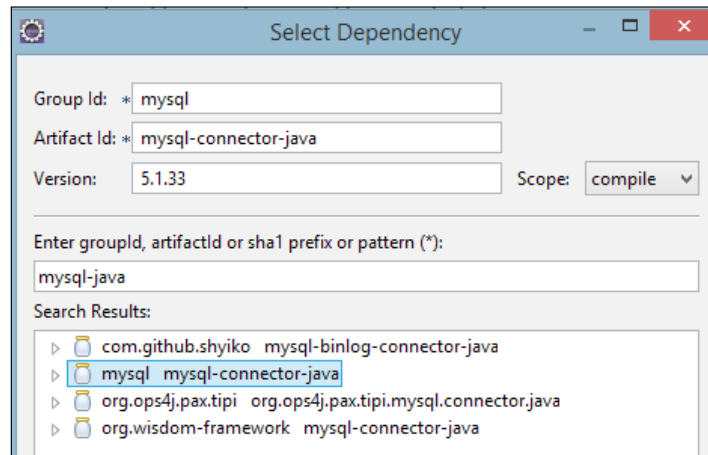 Select Dependency
Group Id: * mysql
Artifact Id: * mysql-connector-java
Version: 5.1.33 Scope: compile
Enter groupId, artifactId or sha1 prefix or pattern (*):
mysql-java
Search Results:
com.github.shyiko mysql-binlog-connector-java
mysql mysql-connector-java
org.ops4j.pax.tipi org.ops4j.pax.tipi.mysql.connector.java
org.wisdom-framework mysql-connector-java